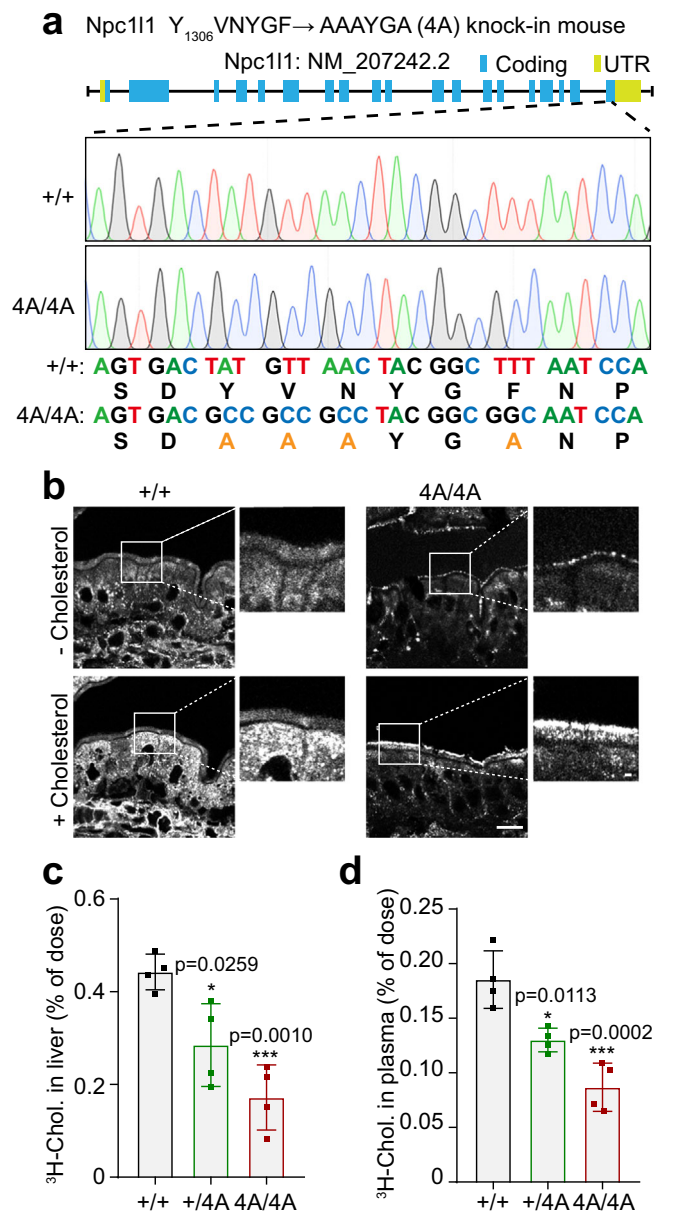 a Npc1l1 Y1306VNYGF→ AAAYGA (4A) knock-in mouse
Npc1l1: NM_207242.2 Coding UTR
+/+
4A/4A
+/+: AGT GAC TAT GTT AAC TAC GGC TTT AAT CCA
S D Y V N Y G F N P
4A/4A: AGT GAC GCC GCC GCC TAC GGC GGC AAT CCA
S D A A A Y G A N P
b
+/+ 4A/4A
- Cholesterol
+ Cholesterol
c
3H-Chol. in liver (% of dose)
0.6
0.4
0.2
0
p=0.0259
*
p=0.0010
***
+/+ +/4A 4A/4A
d
3H-Chol. in plasma (% of dose)
0.25
0.20
0.15
0.10
0.05
0
p=0.0113
*
p=0.0002
***
+/+ +/4A 4A/4A